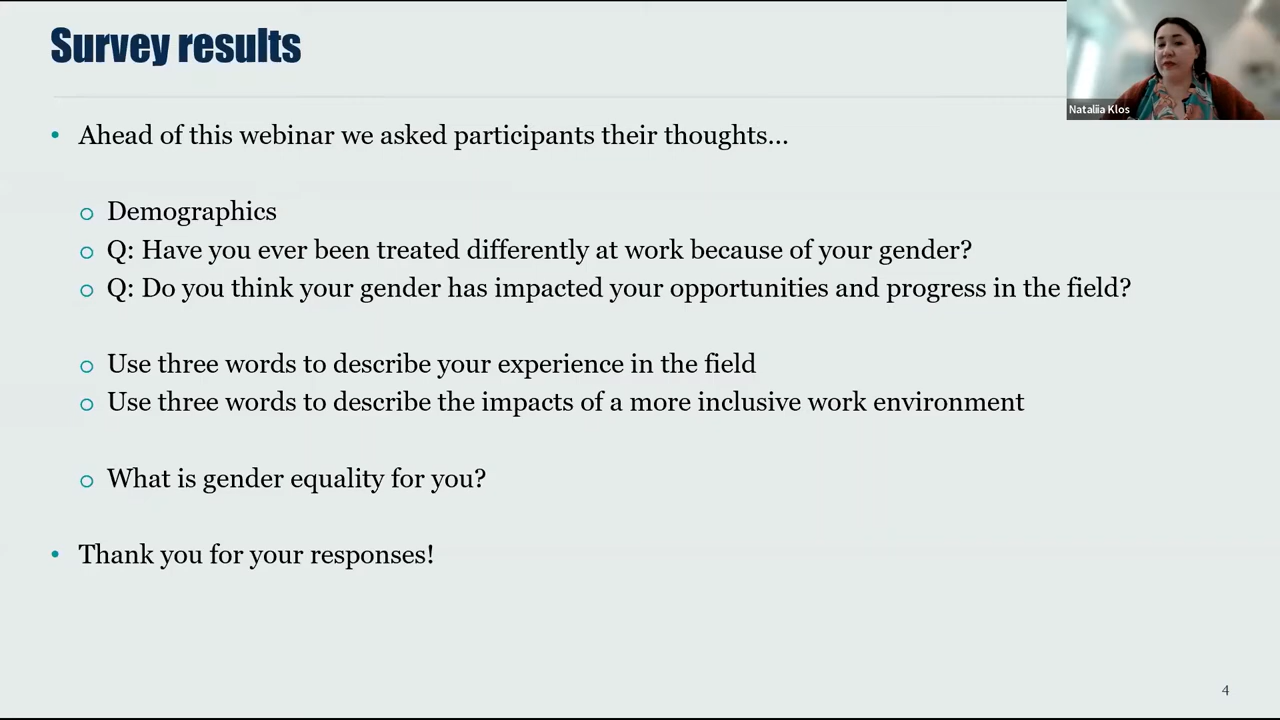 Survey results
Nataliia Klos
• Ahead of this webinar we asked participants their thoughts...
o Demographics
o Q: Have you ever been treated differently at work because of your gender?
o Q: Do you think your gender has impacted your opportunities and progress in the field?
o Use three words to describe your experience in the field
o Use three words to describe the impacts of a more inclusive work environment
o What is gender equality for you?
• Thank you for your responses!
4